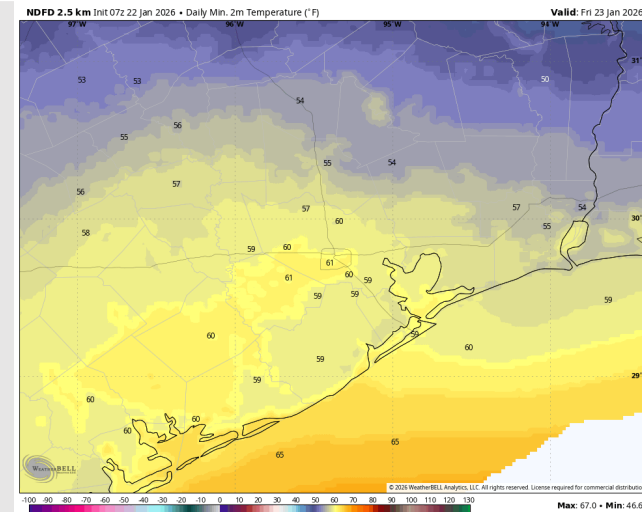 NDFD 2.5 km Init 07z 22 Jan 2026 • Daily Min. 2m Temperature (°F)
Valid: Fri 23 Jan 2026
97°W 96°W 95°W 94°W
31°
53 53 50
54
56
55
55 54
57
56
57 57 54
60 30°
55
58
59 60
61
60
61 59
59 59 59
60 59
60
59
29°
59
60
60
60
65 65
WEATHERBELL
© 2026 WeatherBELL Analytics, LLC. All rights reserved. License required for commercial distributio
-100 -90 -80 -70 -60 -50 -40 -30 -20 -10 0 10 20 30 40 50 60 70 80 90 100 110 120 130
Max: 67.0 • Min: 46.6